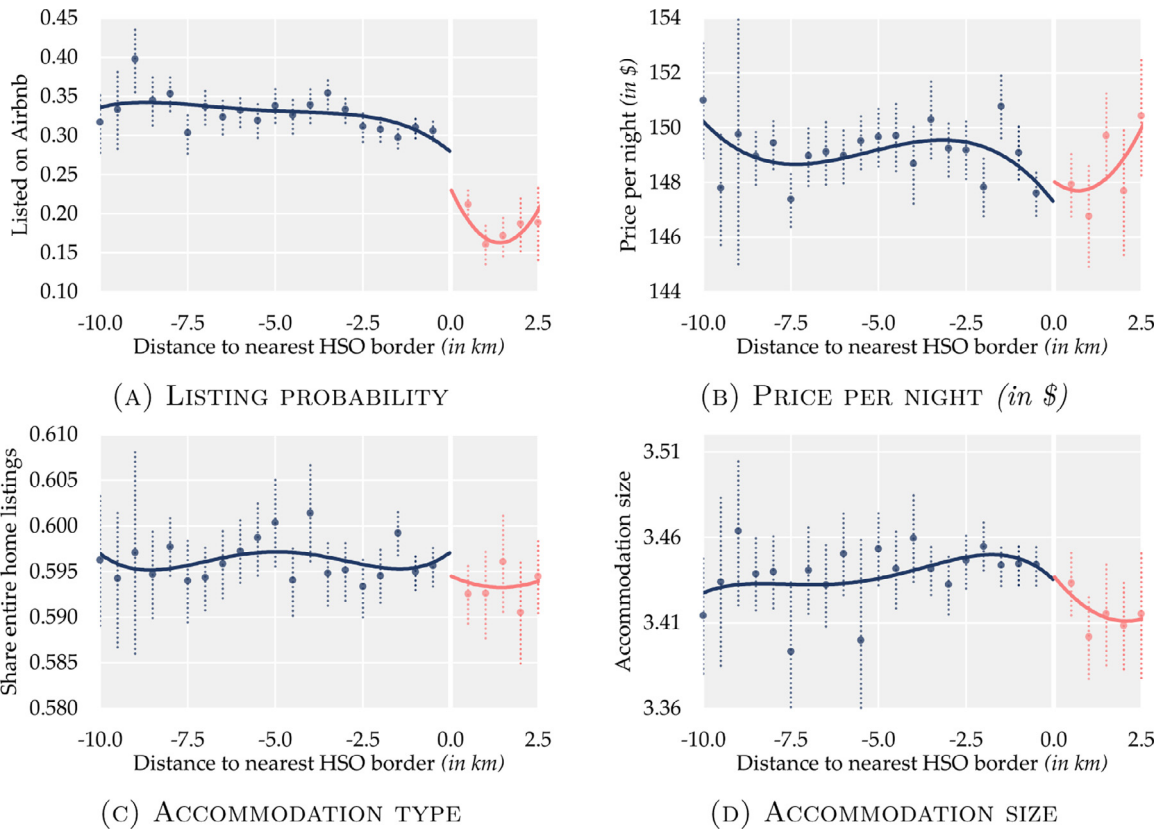 0.45
0.40
0.35
0.30
0.25
0.20
0.15
0.10
Listed on Airbnb
-10.0 -7.5 -5.0 -2.5 0.0 2.5
Distance to nearest HSO border (in km)
(A) LISTING PROBABILITY
154
152
150
148
146
144
Price per night (in $)
-10.0 -7.5 -5.0 -2.5 0.0 2.5
Distance to nearest HSO border (in km)
(B) PRICE PER NIGHT (in $)
0.610
0.605
0.600
0.595
0.590
0.585
0.580
Share entire home listings
-10.0 -7.5 -5.0 -2.5 0.0 2.5
Distance to nearest HSO border (in km)
(C) ACCOMMODATION TYPE
3.51
3.46
3.41
3.36
Accommodation size
-10.0 -7.5 -5.0 -2.5 0.0 2.5
Distance to nearest HSO border (in km)
(D) ACCOMMODATION SIZE